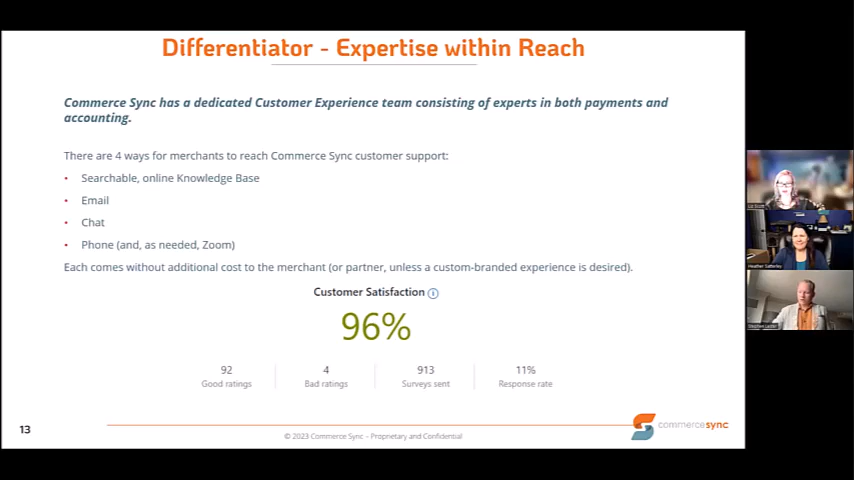 Differentiator - Expertise within Reach
Commerce Sync has a dedicated Customer Experience team consisting of experts in both payments and
accounting.
There are 4 ways for merchants to reach Commerce Sync customer support:
• Searchable, online Knowledge Base
• Email
• Chat
• Phone (and, as needed, Zoom)
Each comes without additional cost to the merchant (or partner, unless a custom-branded experience is desired).
Customer Satisfaction
96%
92 4 913 11%
Good ratings Bad ratings Surveys sent Response rate
13
© 2023 Commerce Sync – Proprietary and Confidential
commercesync
Heather Satterley